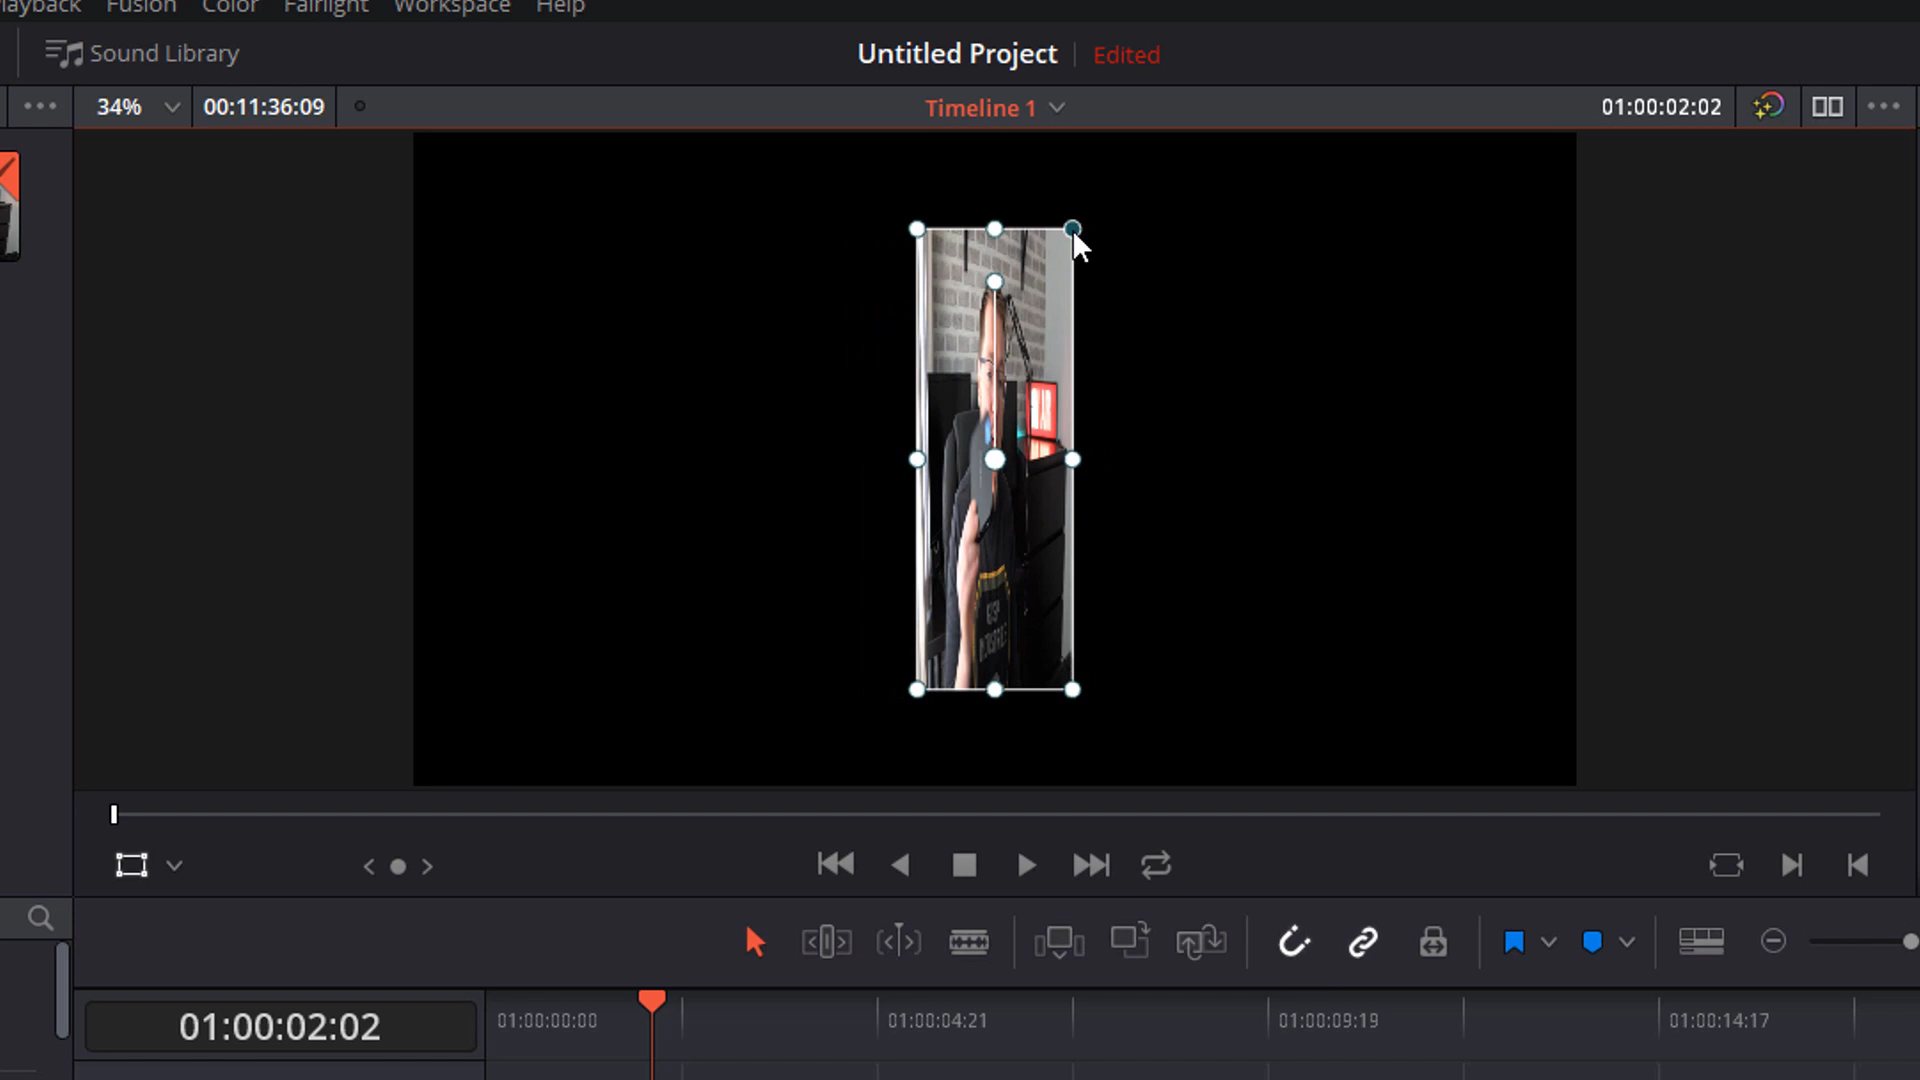 Playback Fusion Color Fairlight Workspace Help
Sound Library
Untitled Project
Edited
34%
00:11:36:09
Timeline 1
01:00:02:02
01:00:02:02
01:00:00:00
01:00:04:21
01:00:09:19
01:00:14:17